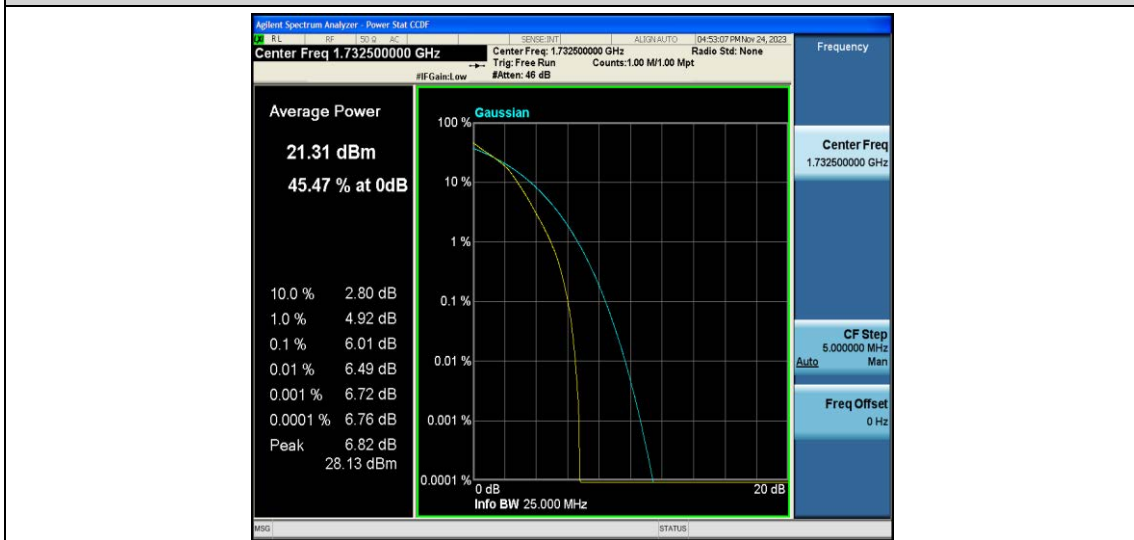 Agilent Spectrum Analyzer - Power Stat CCDF
RL RF 50 Ω AC SENSE:INT ALIGN AUTO 04:53:07 PM Nov 24, 2023
Center Freq 1.732500000 GHz
Center Freq: 1.732500000 GHz Radio Std: None
Trig: Free Run Counts:1.00 M/1.00 Mpt
#IFGain:Low #Atten: 46 dB
Frequency
Average Power
21.31 dBm
45.47 % at 0dB
10.0 % 2.80 dB
1.0 % 4.92 dB
0.1 % 6.01 dB
0.01 % 6.49 dB
0.001 % 6.72 dB
0.0001 % 6.76 dB
Peak 6.82 dB
28.13 dBm
Gaussian
100 %
10 %
1 %
0.1 %
0.01 %
0.001 %
0.0001 %
0 dB 20 dB
Info BW 25.000 MHz
Center Freq
1.732500000 GHz
CF Step
5.000000 MHz
Auto Man
Freq Offset
0 Hz
MSG STATUS